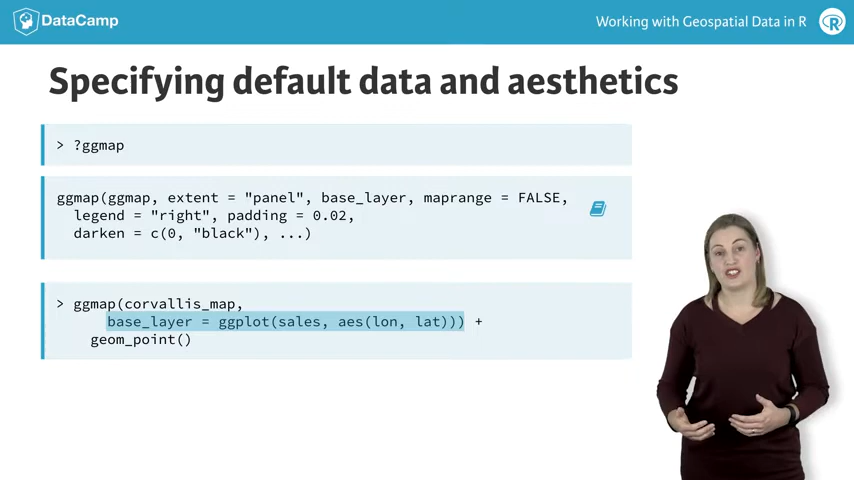 DataCamp
Working with Geospatial Data in R
R
Specifying default data and aesthetics
> ?ggmap
ggmap(ggmap, extent = "panel", base_layer, maprange = FALSE,
legend = "right", padding = 0.02,
darken = c(0, "black"), ...)
> ggmap(corvallis_map,
base_layer = ggplot(sales, aes(lon, lat))) +
geom_point()